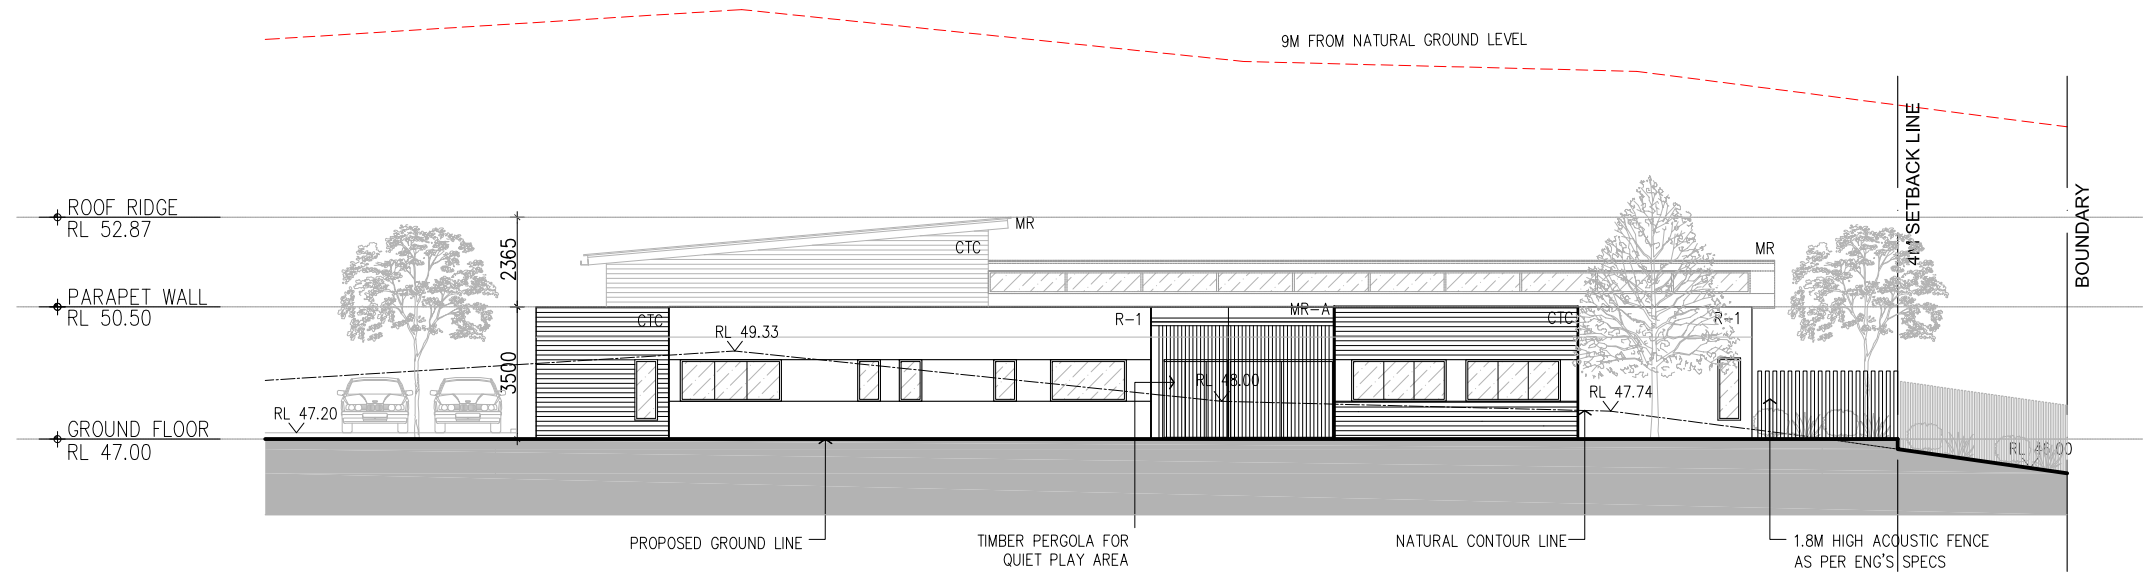 9M FROM NATURAL GROUND LEVEL
4M SETBACK LINE
BOUNDARY
ROOF RIDGE
RL 52.87
MR
CTC
MR
2365
PARAPET WALL
RL 50.50
CTC
RL 49.33
R-1
MR-A
CTC
R-1
3500
RL 48.00
RL 47.74
RL 47.20
GROUND FLOOR
RL 47.00
RL 46.00
PROPOSED GROUND LINE
TIMBER PERGOLA FOR
QUIET PLAY AREA
NATURAL CONTOUR LINE
1.8M HIGH ACOUSTIC FENCE
AS PER ENG'S SPECS